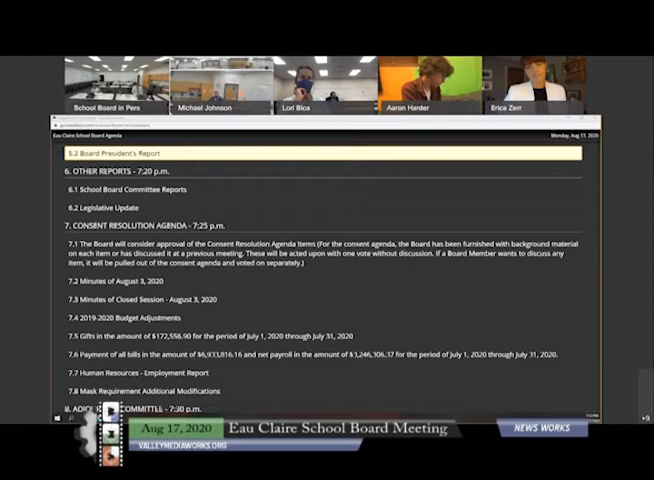 School Board In Pers
Michael Johnson
Lori Bica
Aaron Harder
Erica Zerr
Eau Claire School Board Agenda
Monday, Aug 17, 2020
5.2 Board President's Report
6. OTHER REPORTS - 7:20 p.m.
6.1 School Board Committee Reports
6.2 Legislative Update
7. CONSENT RESOLUTION AGENDA - 7:25 p.m.
7.1 The Board will consider approval of the Consent Resolution Agenda Items (For the consent agenda, the Board has been furnished with background material
on each item or has discussed it at a previous meeting. These will be acted upon with one vote without discussion. If a Board Member wants to discuss any
item, it will be pulled out of the consent agenda and voted on separately.)
7.2 Minutes of August 3, 2020
7.3 Minutes of Closed Session - August 3, 2020
7.4 2019-2020 Budget Adjustments
7.5 Gifts in the amount of $172,556.90 for the period of July 1, 2020 through July 31, 2020
7.6 Payment of all bills in the amount of $6,933,816.16 and net payroll in the amount of $3,246,306.37 for the period of July 1, 2020 through July 31, 2020.
7.7 Human Resources - Employment Report
7.8 Mask Requirement Additional Modifications
COMMITTEE - 7:30 p.m.
+9
Aug 17, 2020 Eau Claire School Board Meeting NEWS WORKS
VALLEYMEDIAWORKS.ORG